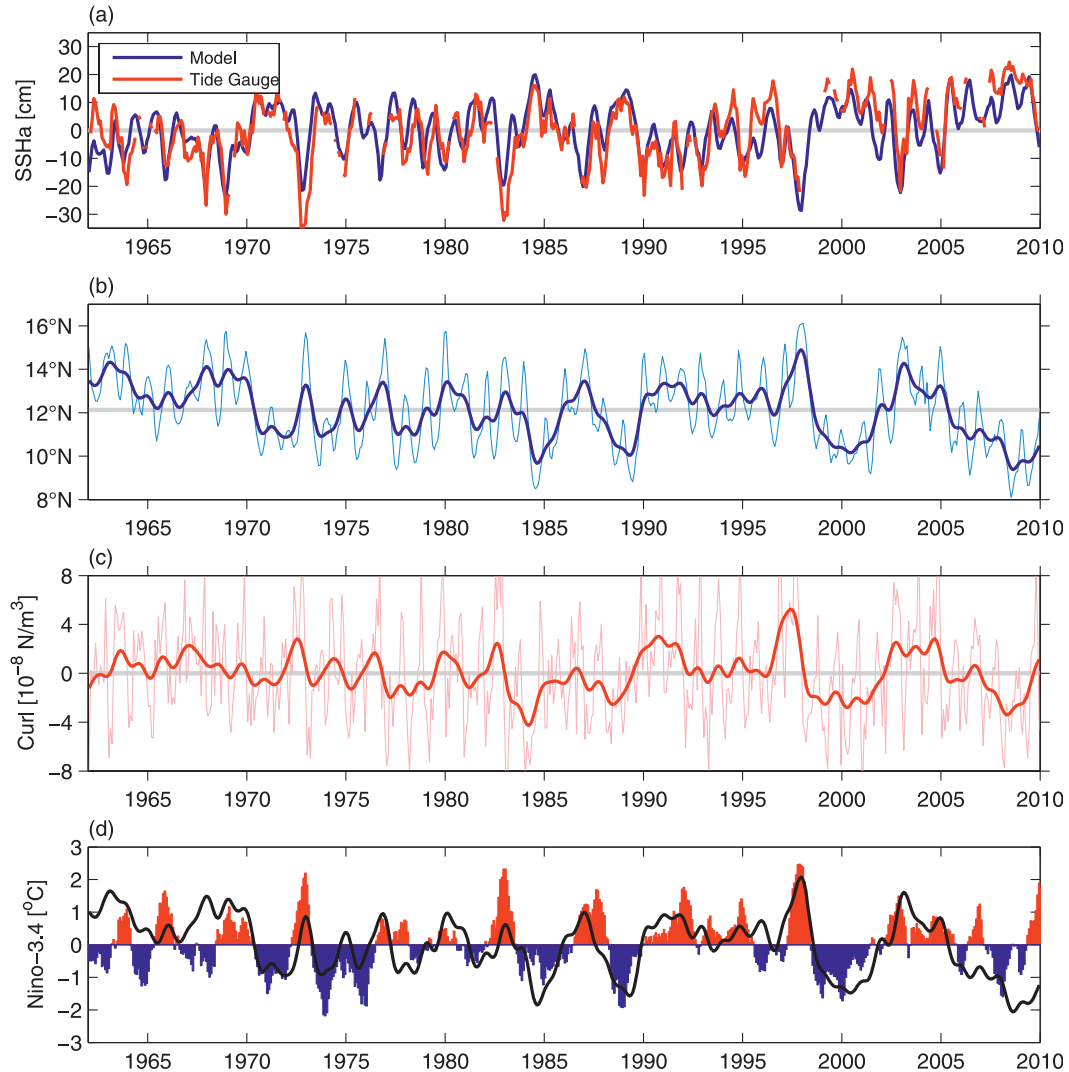 (a)
SSHa [cm]
30
20
10
0
−10
−20
−30
Model
Tide Gauge
1965 1970 1975 1980 1985 1990 1995 2000 2005 2010
(b)
16°N
14°N
12°N
10°N
8°N
1965 1970 1975 1980 1985 1990 1995 2000 2005 2010
(c)
Curl [10⁻⁸ N/m³]
8
4
0
−4
−8
1965 1970 1975 1980 1985 1990 1995 2000 2005 2010
(d)
Nino−3.4 [°C]
3
2
1
0
−1
−2
−3
1965 1970 1975 1980 1985 1990 1995 2000 2005 2010